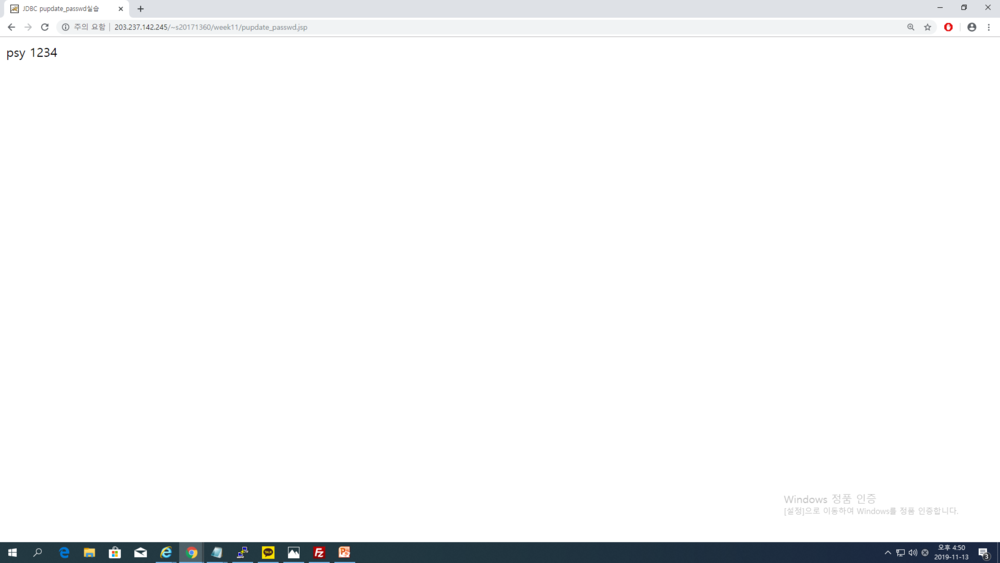 JDBC pupdate_passwd실습
주의 요함 | 203.237.142.245/~s20171360/week11/pupdate_passwd.jsp
psy 1234
Windows 정품 인증
[설정]으로 이동하여 Windows를 정품 인증합니다.
오후 4:50
2019-11-13
3